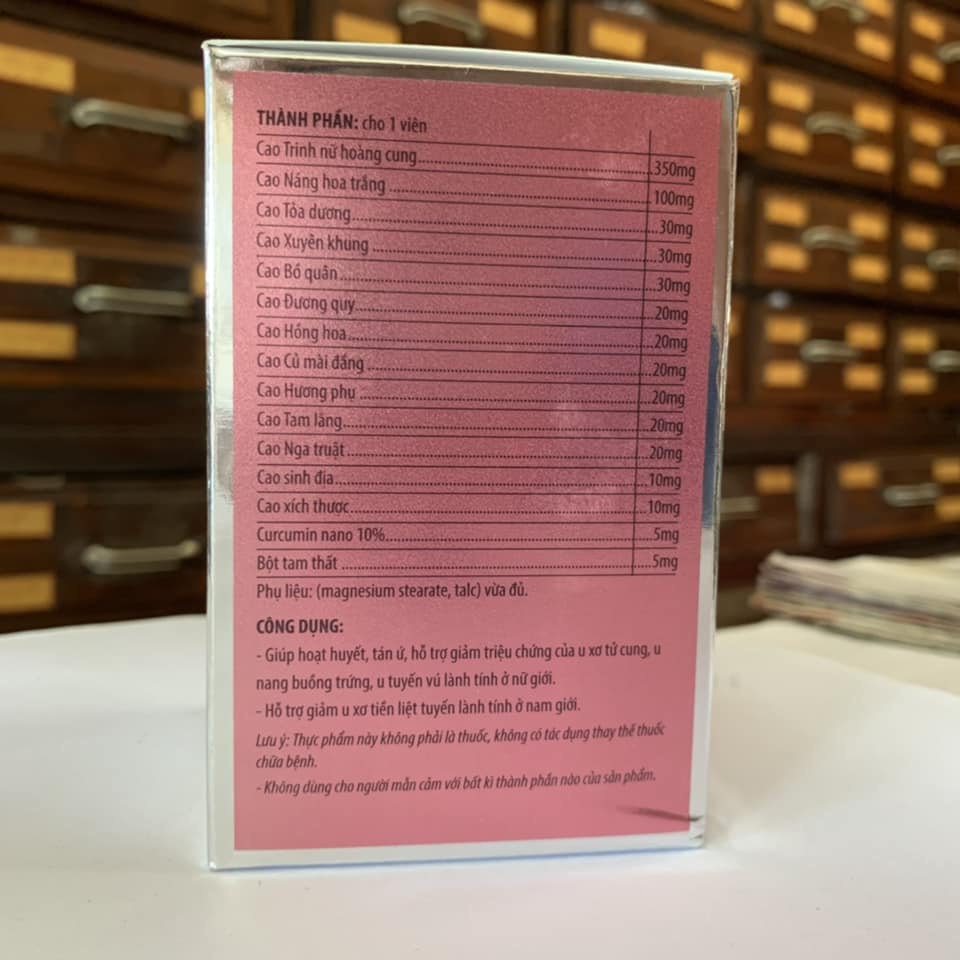 THÀNH PHẦN: cho 1 viên
Cao Trinh nữ hoàng cung 350mg
Cao Náng hoa trắng 100mg
Cao Tỏa dương 30mg
Cao Xuyên khung 30mg
Cao Bồ quân 30mg
Cao Đương quy 20mg
Cao Hồng hoa 20mg
Cao Củ mài đắng 20mg
Cao Hương phụ 20mg
Cao Tam lăng 20mg
Cao Nga truật 20mg
Cao sinh địa 10mg
Cao xích thược 10mg
Curcumin nano 10% 5mg
Bột tam thất 5mg
Phụ liệu: (magnesium stearate, talc) vừa đủ.
CÔNG DỤNG:
- Giúp hoạt huyết, tán ứ, hỗ trợ giảm triệu chứng của u xơ tử cung, u
nang buồng trứng, u tuyến vú lành tính ở nữ giới.
- Hỗ trợ giảm u xơ tiền liệt tuyến lành tính ở nam giới.
Lưu ý: Thực phẩm này không phải là thuốc, không có tác dụng thay thế thuốc
chữa bệnh.
- Không dùng cho người mẫn cảm với bất kì thành phần nào của sản phẩm.